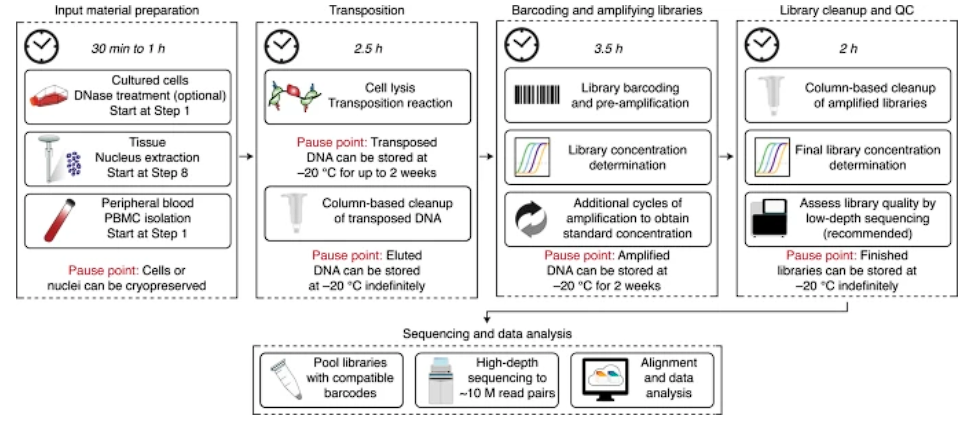 Input material preparation
30 min to 1 h
Cultured cells
DNase treatment (optional)
Start at Step 1
Tissue
Nucleus extraction
Start at Step 8
Peripheral blood
PBMC isolation
Start at Step 1
Pause point: Cells or
nuclei can be cryopreserved
Transposition
2.5 h
Cell lysis
Transposition reaction
Pause point: Transposed
DNA can be stored at
–20 °C for up to 2 weeks
Column-based cleanup
of transposed DNA
Pause point: Eluted
DNA can be stored
at –20 °C indefinitely
Barcoding and amplifying libraries
3.5 h
Library barcoding
and pre-amplification
Library concentration
determination
Additional cycles of
amplification to obtain
standard concentration
Pause point: Amplified
DNA can be stored at
–20 °C for 2 weeks
Library cleanup and QC
2 h
Column-based cleanup
of amplified libraries
Final library concentration
determination
Assess library quality by
low-depth sequencing
(recommended)
Pause point: Finished
libraries can be stored at
–20 °C indefinitely
Sequencing and data analysis
Pool libraries
with compatible
barcodes
High-depth
sequencing to
~10 M read pairs
Alignment
and data
analysis